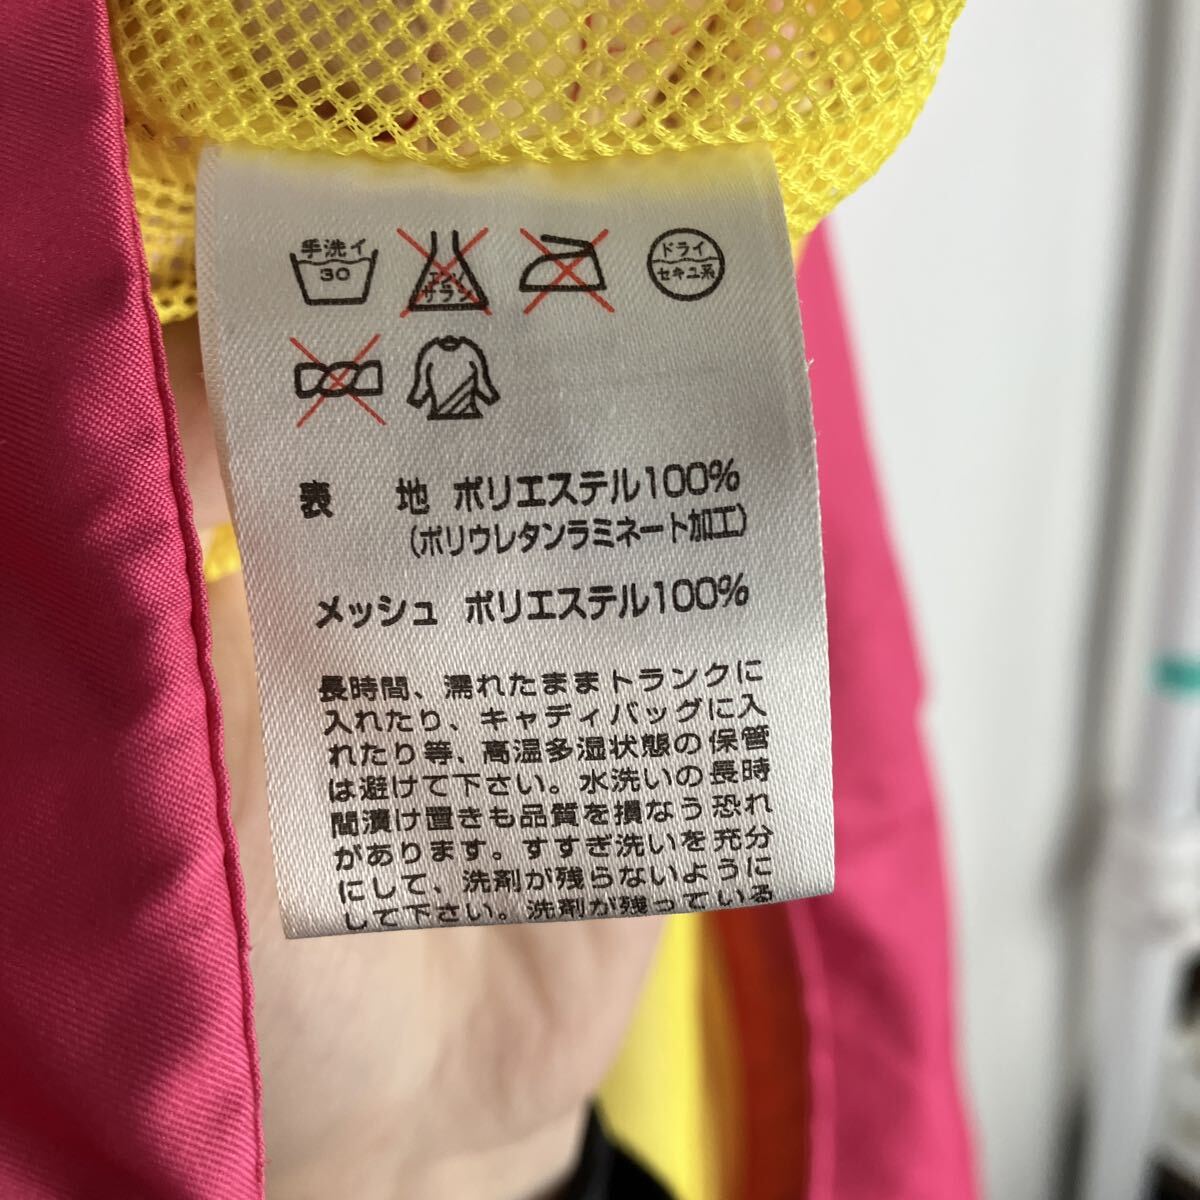 手洗イ
30
エンソ
サラシ
ドライ
セキユ系
表 地 ポリエステル100%
(ポリウレタンラミネート加工)
メッシュ ポリエステル100%
長時間、濡れたままトランクに
入れたり、キャディバッグに入
れたり等、高温多湿状態の保管
は避けて下さい。水洗いの長時
間漬け置きも品質を損なう恐れ
があります。すすぎ洗いを充分
にして、洗剤が残らないように
して下さい。洗剤が残っている